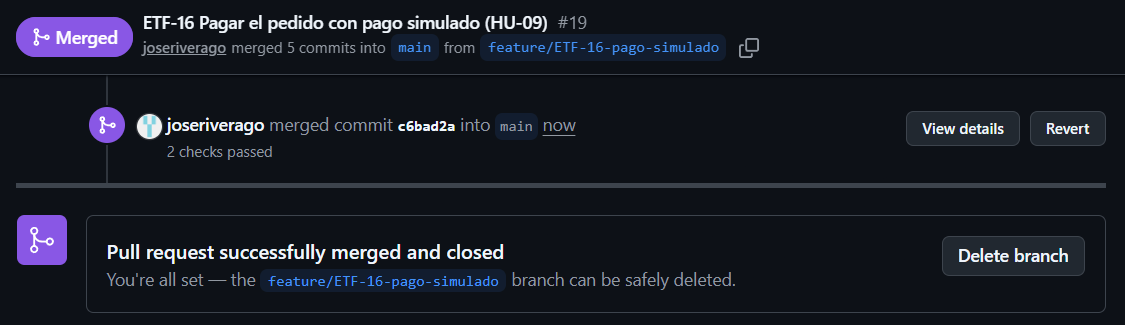 ETF-16 Pagar el pedido con pago simulado (HU-09) #19
Merged
joseriverago merged 5 commits into main from feature/ETF-16-pago-simulado
joseriverago merged commit c6bad2a into main now
View details
Revert
2 checks passed
Pull request successfully merged and closed
You're all set — the feature/ETF-16-pago-simulado branch can be safely deleted.
Delete branch